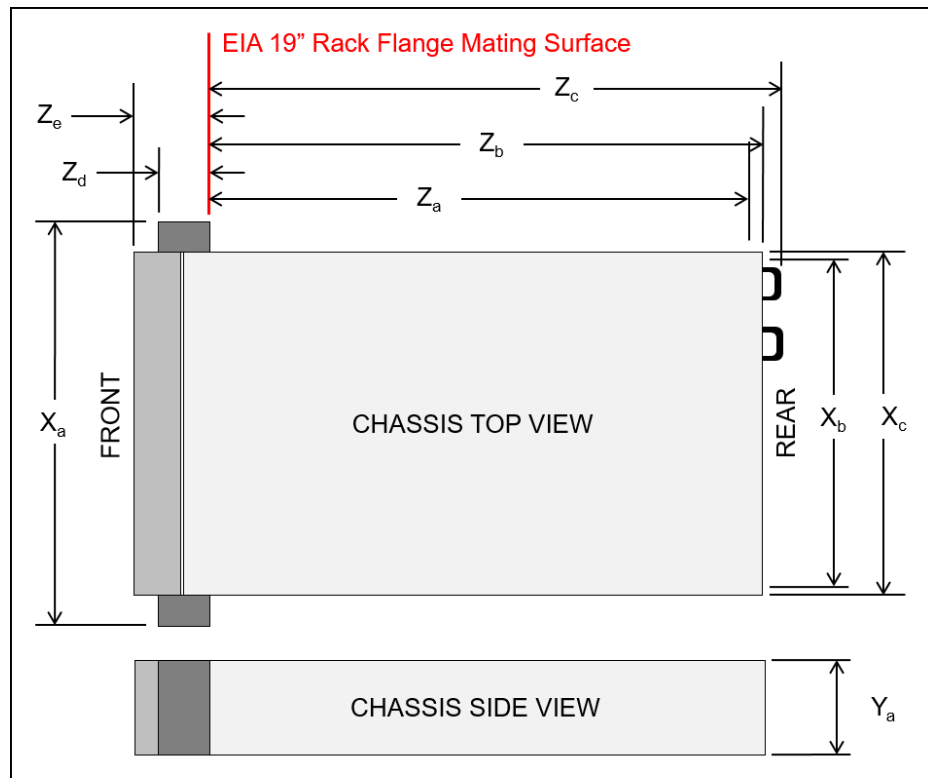 EIA 19” Rack Flange Mating Surface
Zc
Ze
Zb
Zd
Za
FRONT
Xa
CHASSIS TOP VIEW
REAR
Xb
Xc
CHASSIS SIDE VIEW
Ya